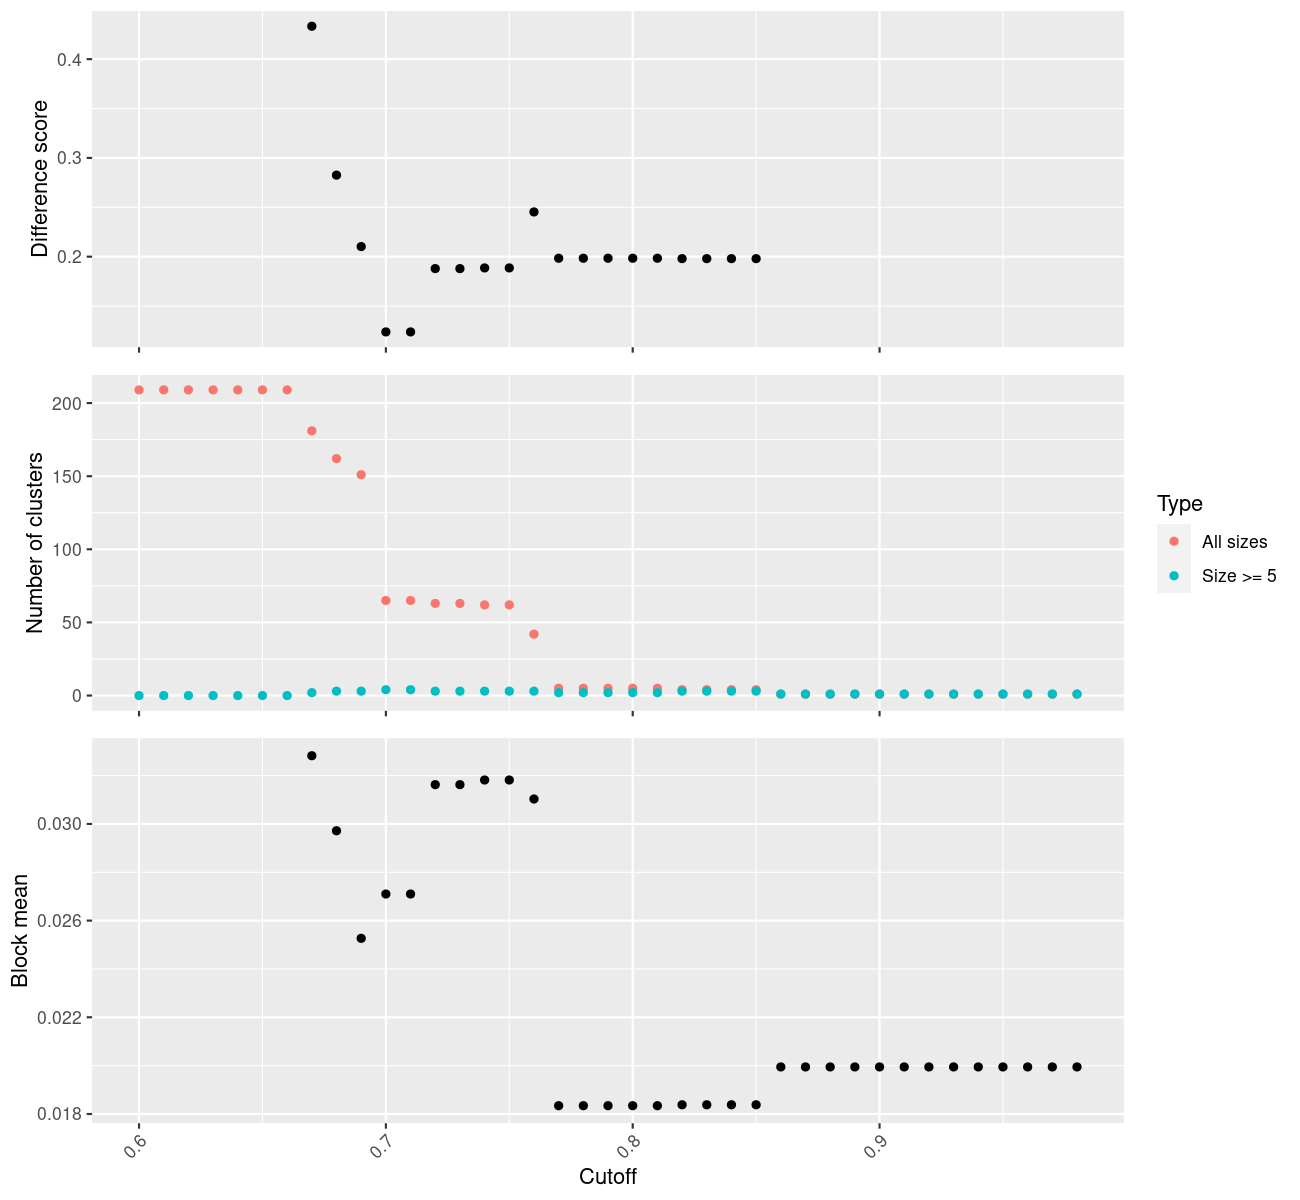 Difference score
0.4
0.3
0.2
Number of clusters
200
150
100
50
0
Type
All sizes
Size >= 5
Block mean
0.030
0.026
0.022
0.018
0.6
0.7
0.8
0.9
Cutoff